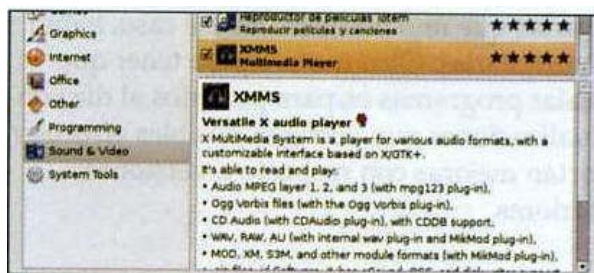 Graphics
Internet
Office
Other
Programming
Sound & Video
System Tools
Reproductor de películas Totem
Reproducir películas y canciones
XMMS
Multimedia Player
XMMS
Versatile X audio player
X MultiMedia System is a player for various audio formats, with a
customizable interface based on X/GTK+.
It's able to read and play:
• Audio MPEG layer 1, 2, and 3 (with mpg123 plug-in),
• Ogg Vorbis files (with the Ogg Vorbis plug-in),
• CD Audio (with CDAudio plug-in), with CDDB support,
• WAV, RAW, AU (with internal wav plug-in and MikMod plug-in),
• MOD, XM, S3M, and other module formats (with MikMod plug-in),